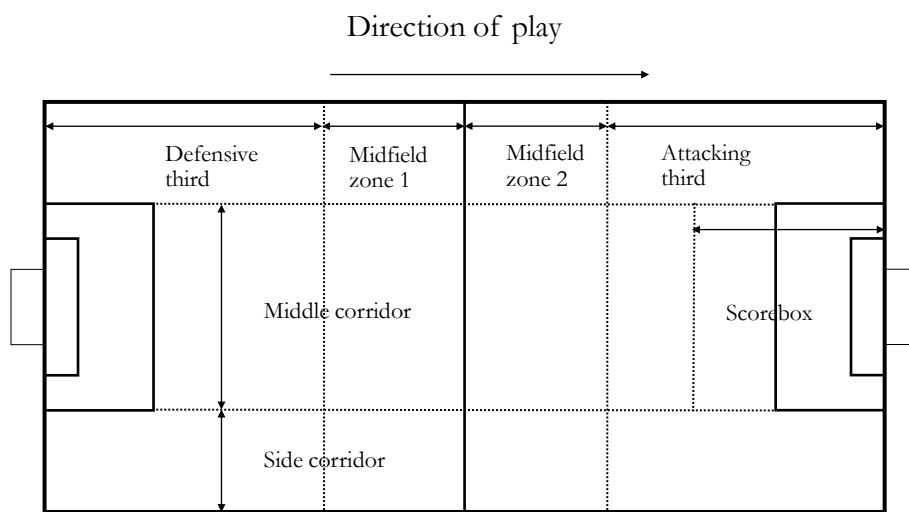 Direction of play
Defensive
third
Midfield
zone 1
Midfield
zone 2
Attacking
third
Middle corridor
Scorebox
Side corridor